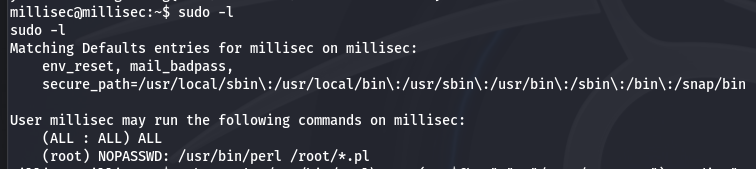 millisec@millisec:~$ sudo -l
sudo -l
Matching Defaults entries for millisec on millisec:
env_reset, mail_badpass,
secure_path=/usr/local/sbin\:/usr/local/bin\:/usr/sbin\:/usr/bin\:/sbin\:/bin\:/snap/bin
User millisec may run the following commands on millisec:
(ALL : ALL) ALL
(root) NOPASSWD: /usr/bin/perl /root/*.pl